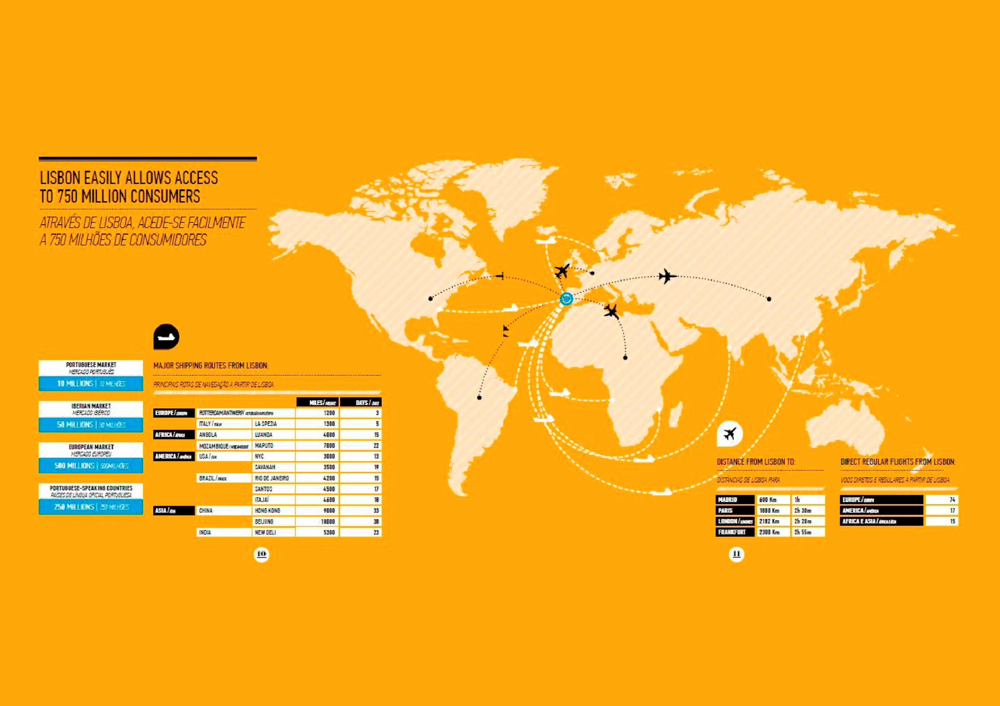 LISBON EASILY ALLOWS ACCESS
TO 750 MILLION CONSUMERS
ATRAVÉS DE LISBOA, ACEDE-SE FACILMENTE
A 750 MILHÕES DE CONSUMIDORES
PORTUGUESE MARKET
MERCADO PORTUGUÊS
10 MILLIONS | 10 MILHÕES
IBERIAN MARKET
MERCADO IBÉRICO
50 MILLIONS | 50 MILHÕES
EUROPEAN MARKET
MERCADO EUROPEU
500 MILLIONS | 500MILHÕES
PORTUGUESE-SPEAKING COUNTRIES
PAÍSES DE LÍNGUA OFICIAL PORTUGUESA
250 MILLIONS | 250 MILHÕES
MAJOR SHIPPING ROUTES FROM LISBON:
PRINCIPAIS ROTAS DE NAVEGAÇÃO A PARTIR DE LISBOA
MILES / DAYS /
EUROPE / ROTTERDAM/ANTWERP/ 1200 3
ITALY / LA SPEZIA 1300 5
AFRICA / ANGOLA LUANDA 4000 15
MOZAMBIQUE / MAPUTO 7000 22
AMERICA / USA / NYC 3000 13
SAVANAH 3500 19
BRAZIL / RIO DE JANEIRO 4200 15
SANTOS 4500 17
ITAJAÍ 4600 18
ASIA / CHINA HONG KONG 9000 33
BEIJING 10000 38
INDIA NEW DELI 5300 23
10
DISTANCE FROM LISBON TO:
DISTÂNCIAS DE LISBOA PARA
MADRID 600 Km 1h
PARIS 1800 Km 2h 30m
LONDON / 2182 Km 2h 20m
FRANKFURT 2300 Km 2h 55m
DIRECT REGULAR FLIGHTS FROM LISBON:
VOOS DIRETOS E REGULARES A PARTIR DE LISBOA
EUROPE / 74
AMERICA / 17
AFRICA E ASIA / 15
11